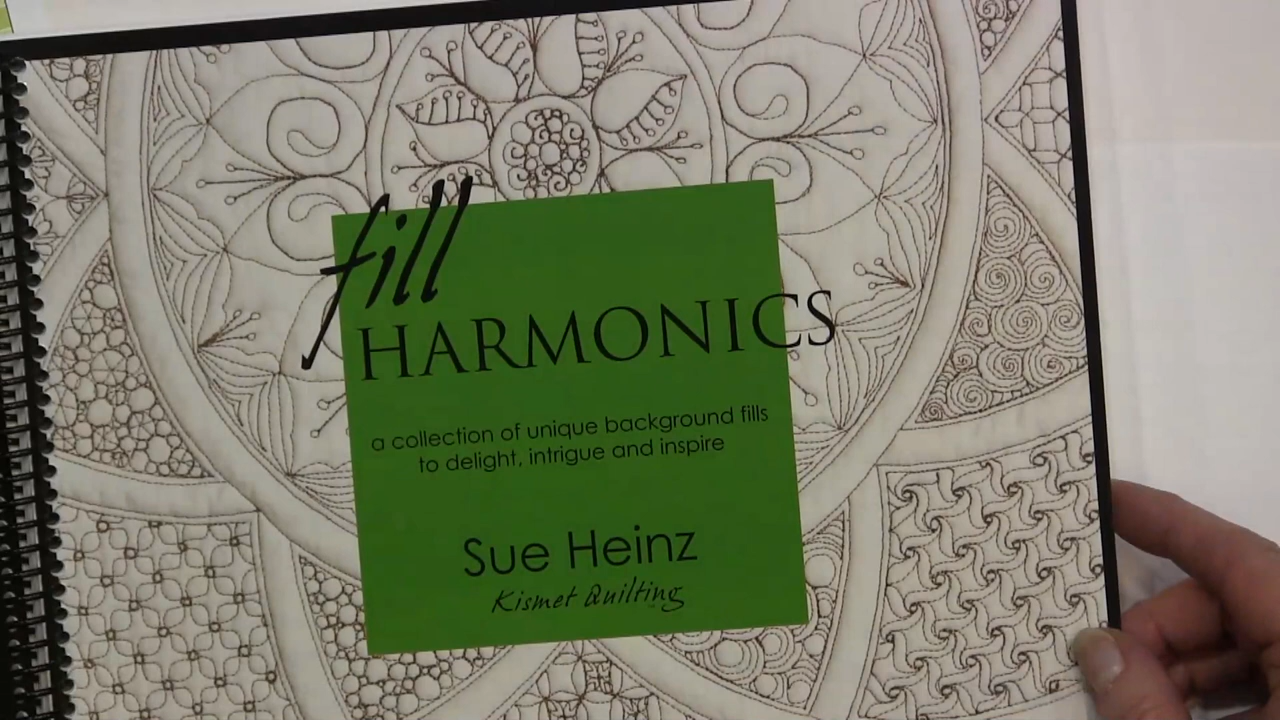 fill
HARMONICS
a collection of unique background fills
to delight, intrigue and inspire
Sue Heinz
Kismet Quilting